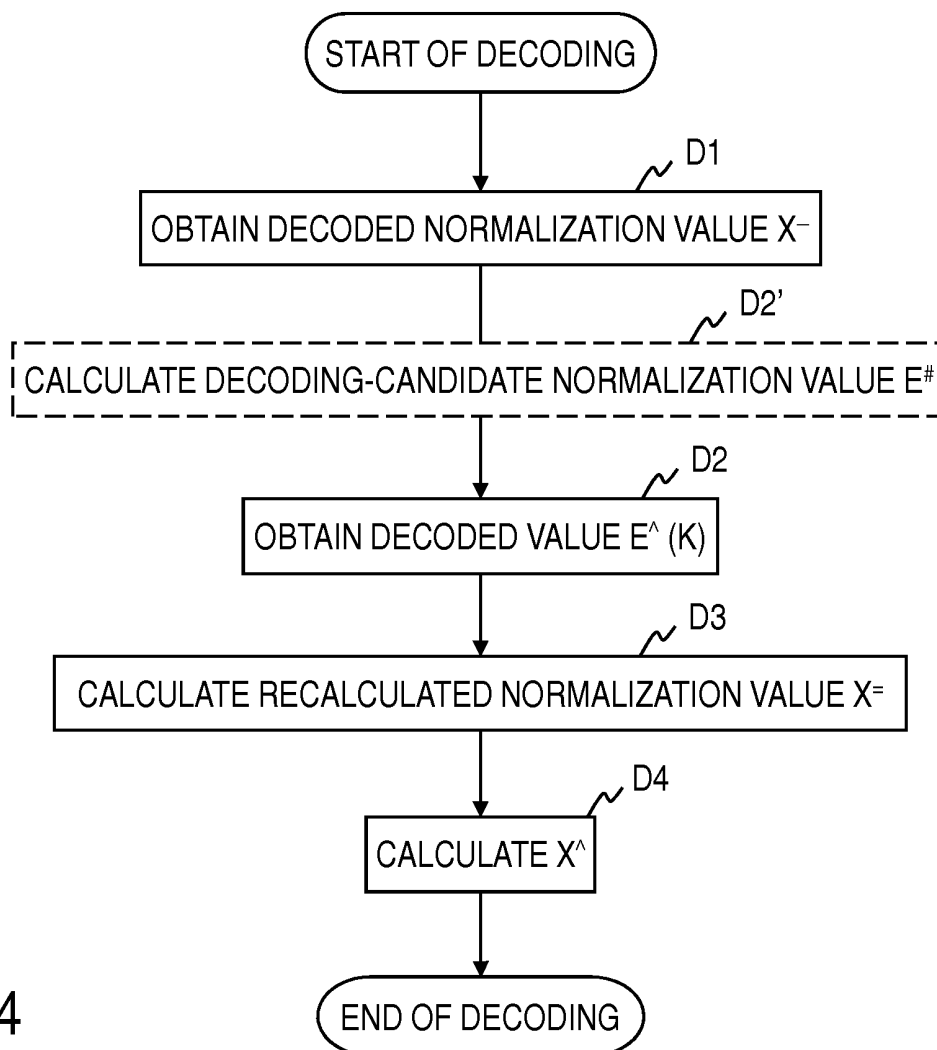 START OF DECODING
D1
OBTAIN DECODED NORMALIZATION VALUE X⁻
D2'
CALCULATE DECODING-CANDIDATE NORMALIZATION VALUE E#
D2
OBTAIN DECODED VALUE E^ (K)
D3
CALCULATE RECALCULATED NORMALIZATION VALUE X⁼
D4
CALCULATE X^
4
END OF DECODING